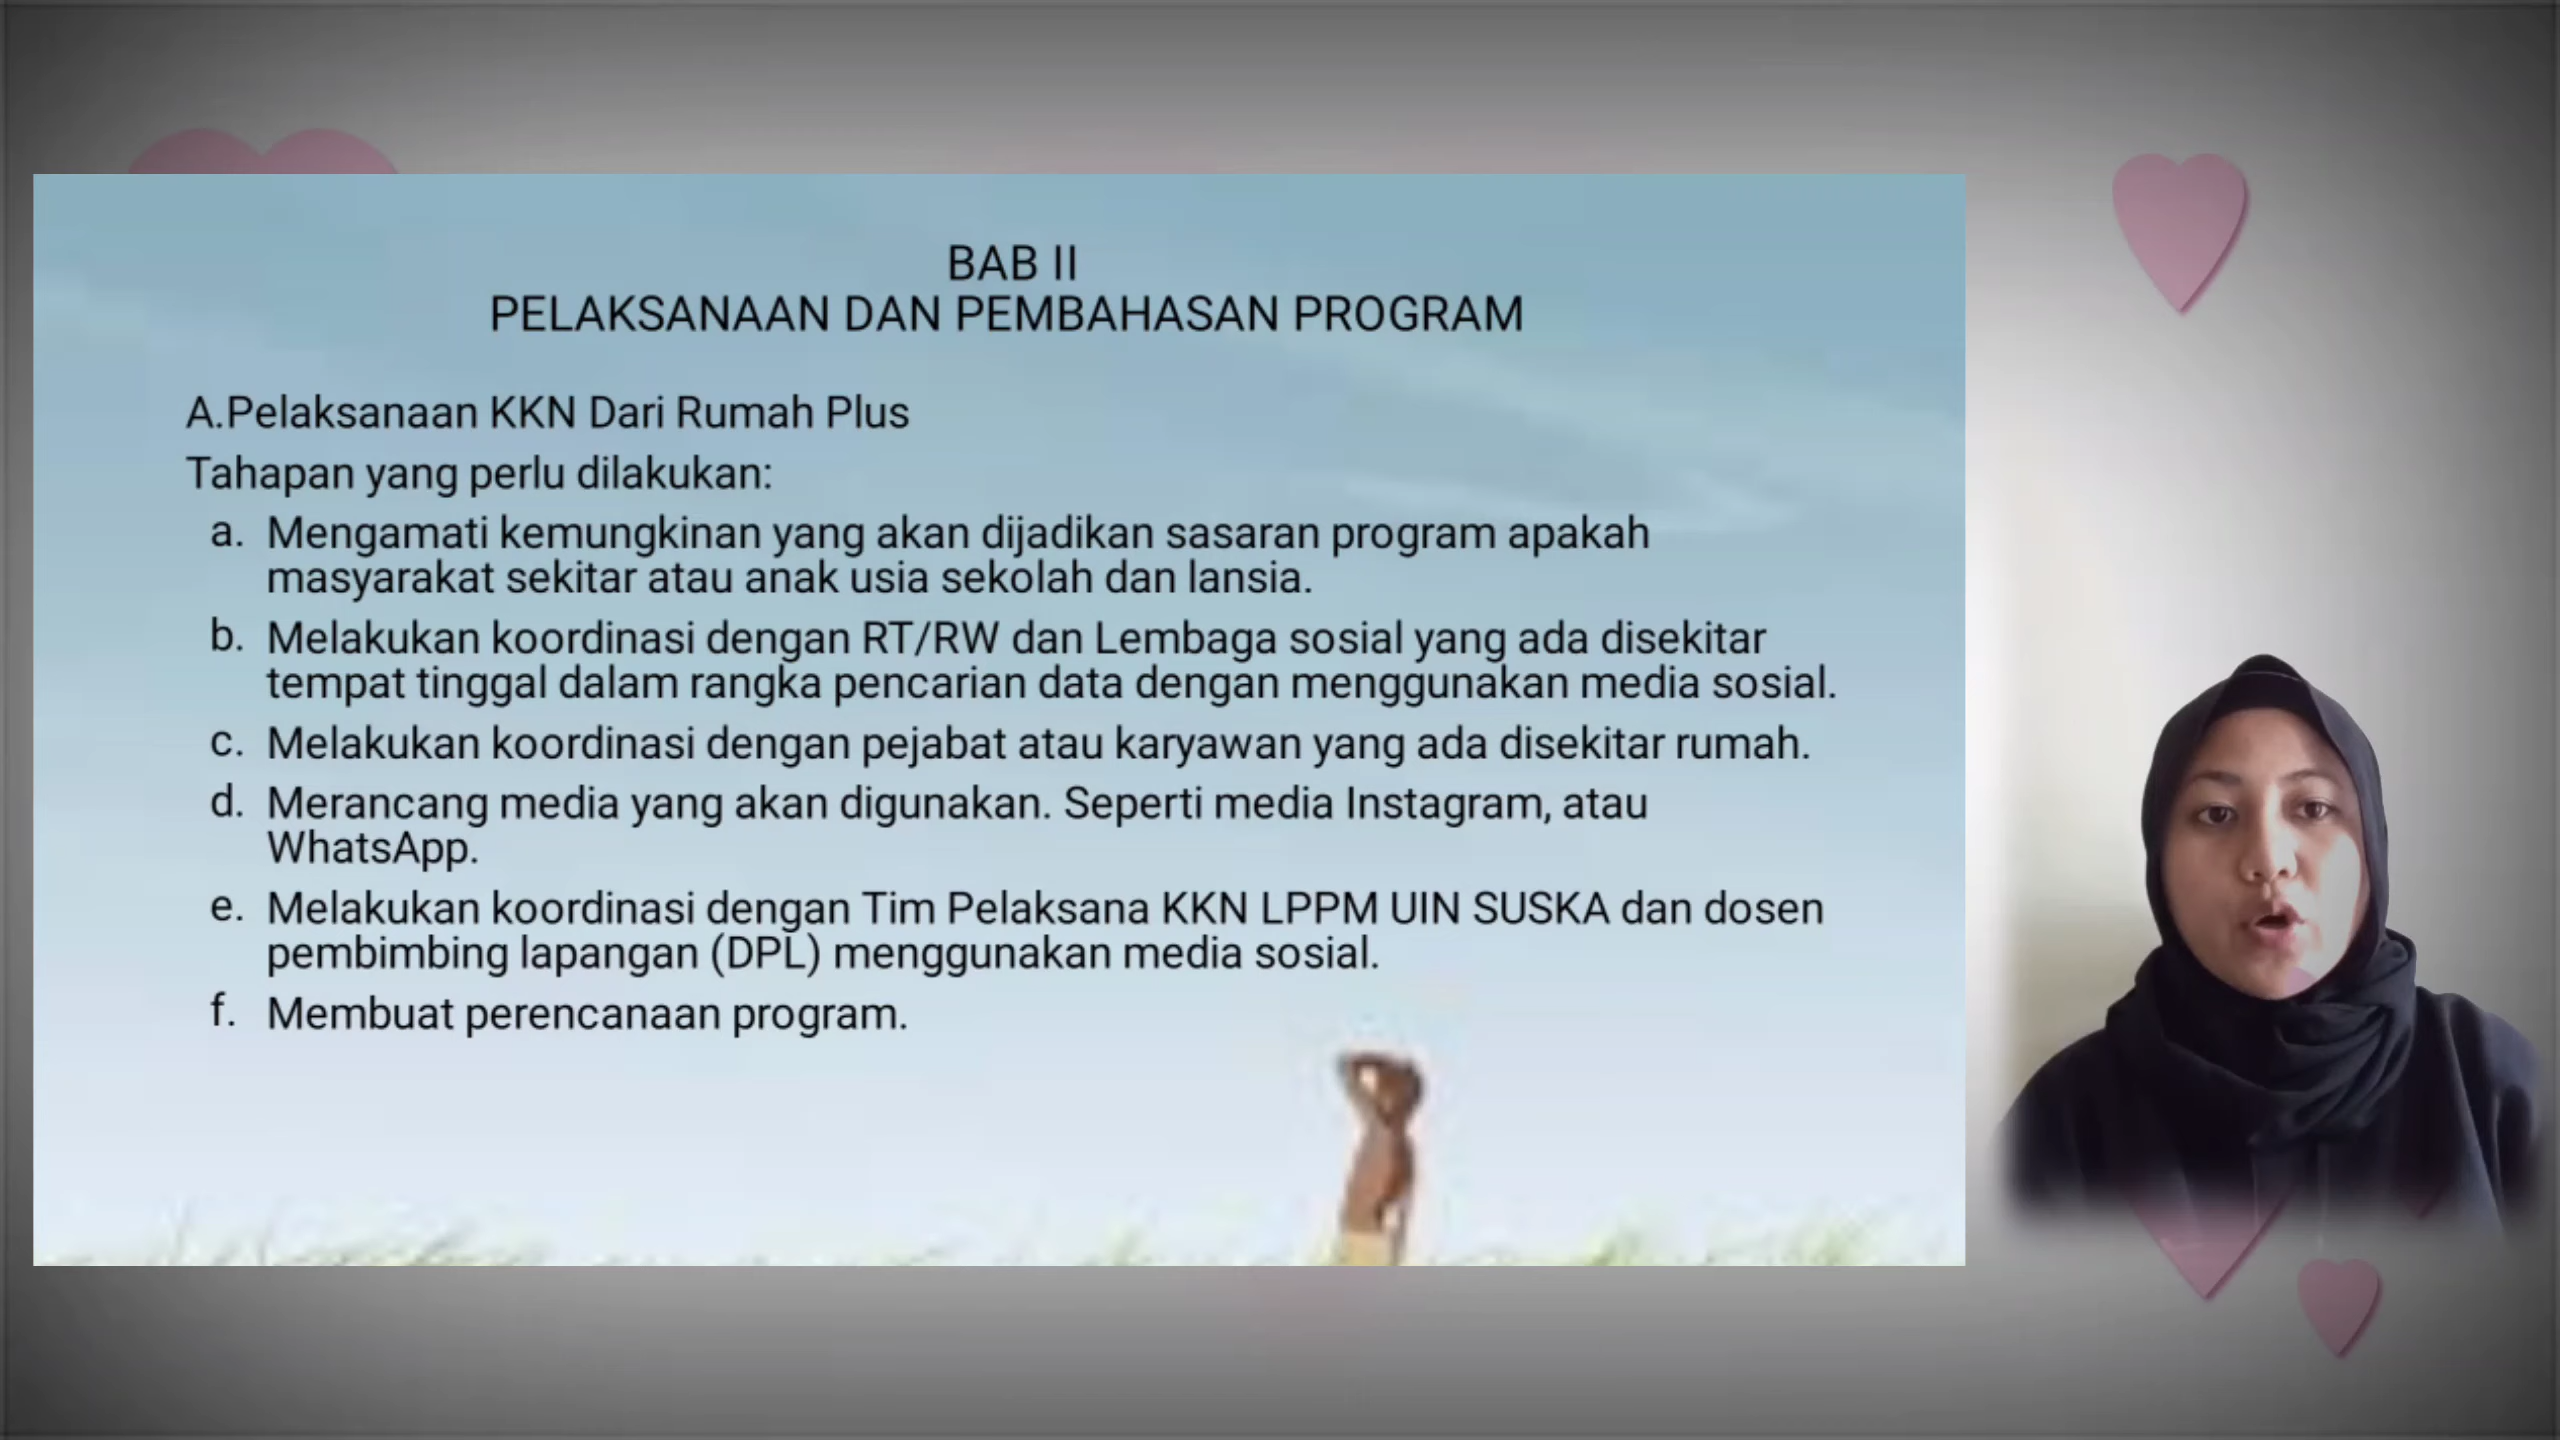 BAB II
PELAKSANAAN DAN PEMBAHASAN PROGRAM
A.Pelaksanaan KKN Dari Rumah Plus
Tahapan yang perlu dilakukan:
a. Mengamati kemungkinan yang akan dijadikan sasaran program apakah
masyarakat sekitar atau anak usia sekolah dan lansia.
b. Melakukan koordinasi dengan RT/RW dan Lembaga sosial yang ada disekitar
tempat tinggal dalam rangka pencarian data dengan menggunakan media sosial.
c. Melakukan koordinasi dengan pejabat atau karyawan yang ada disekitar rumah.
d. Merancang media yang akan digunakan. Seperti media Instagram, atau
WhatsApp.
e. Melakukan koordinasi dengan Tim Pelaksana KKN LPPM UIN SUSKA dan dosen
pembimbing lapangan (DPL) menggunakan media sosial.
f. Membuat perencanaan program.